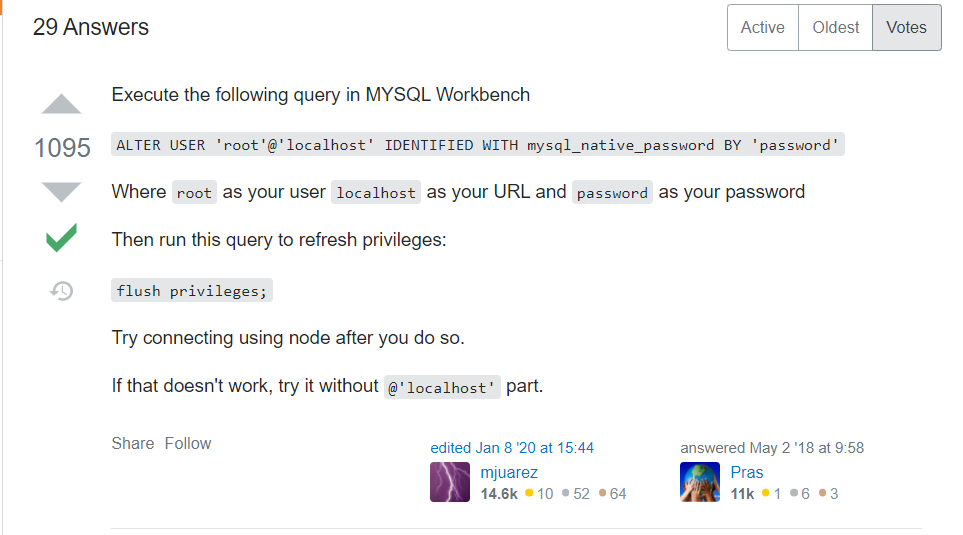 29 Answers
Active Oldest Votes
Execute the following query in MYSQL Workbench
1095
ALTER USER 'root'@'localhost' IDENTIFIED WITH mysql_native_password BY 'password'
Where root as your user localhost as your URL and password as your password
Then run this query to refresh privileges:
flush privileges;
Try connecting using node after you do so.
If that doesn't work, try it without @'localhost' part.
Share Follow
edited Jan 8 '20 at 15:44
mjuarez
14.6k 10 52 64
answered May 2 '18 at 9:58
Pras
11k 1 6 3